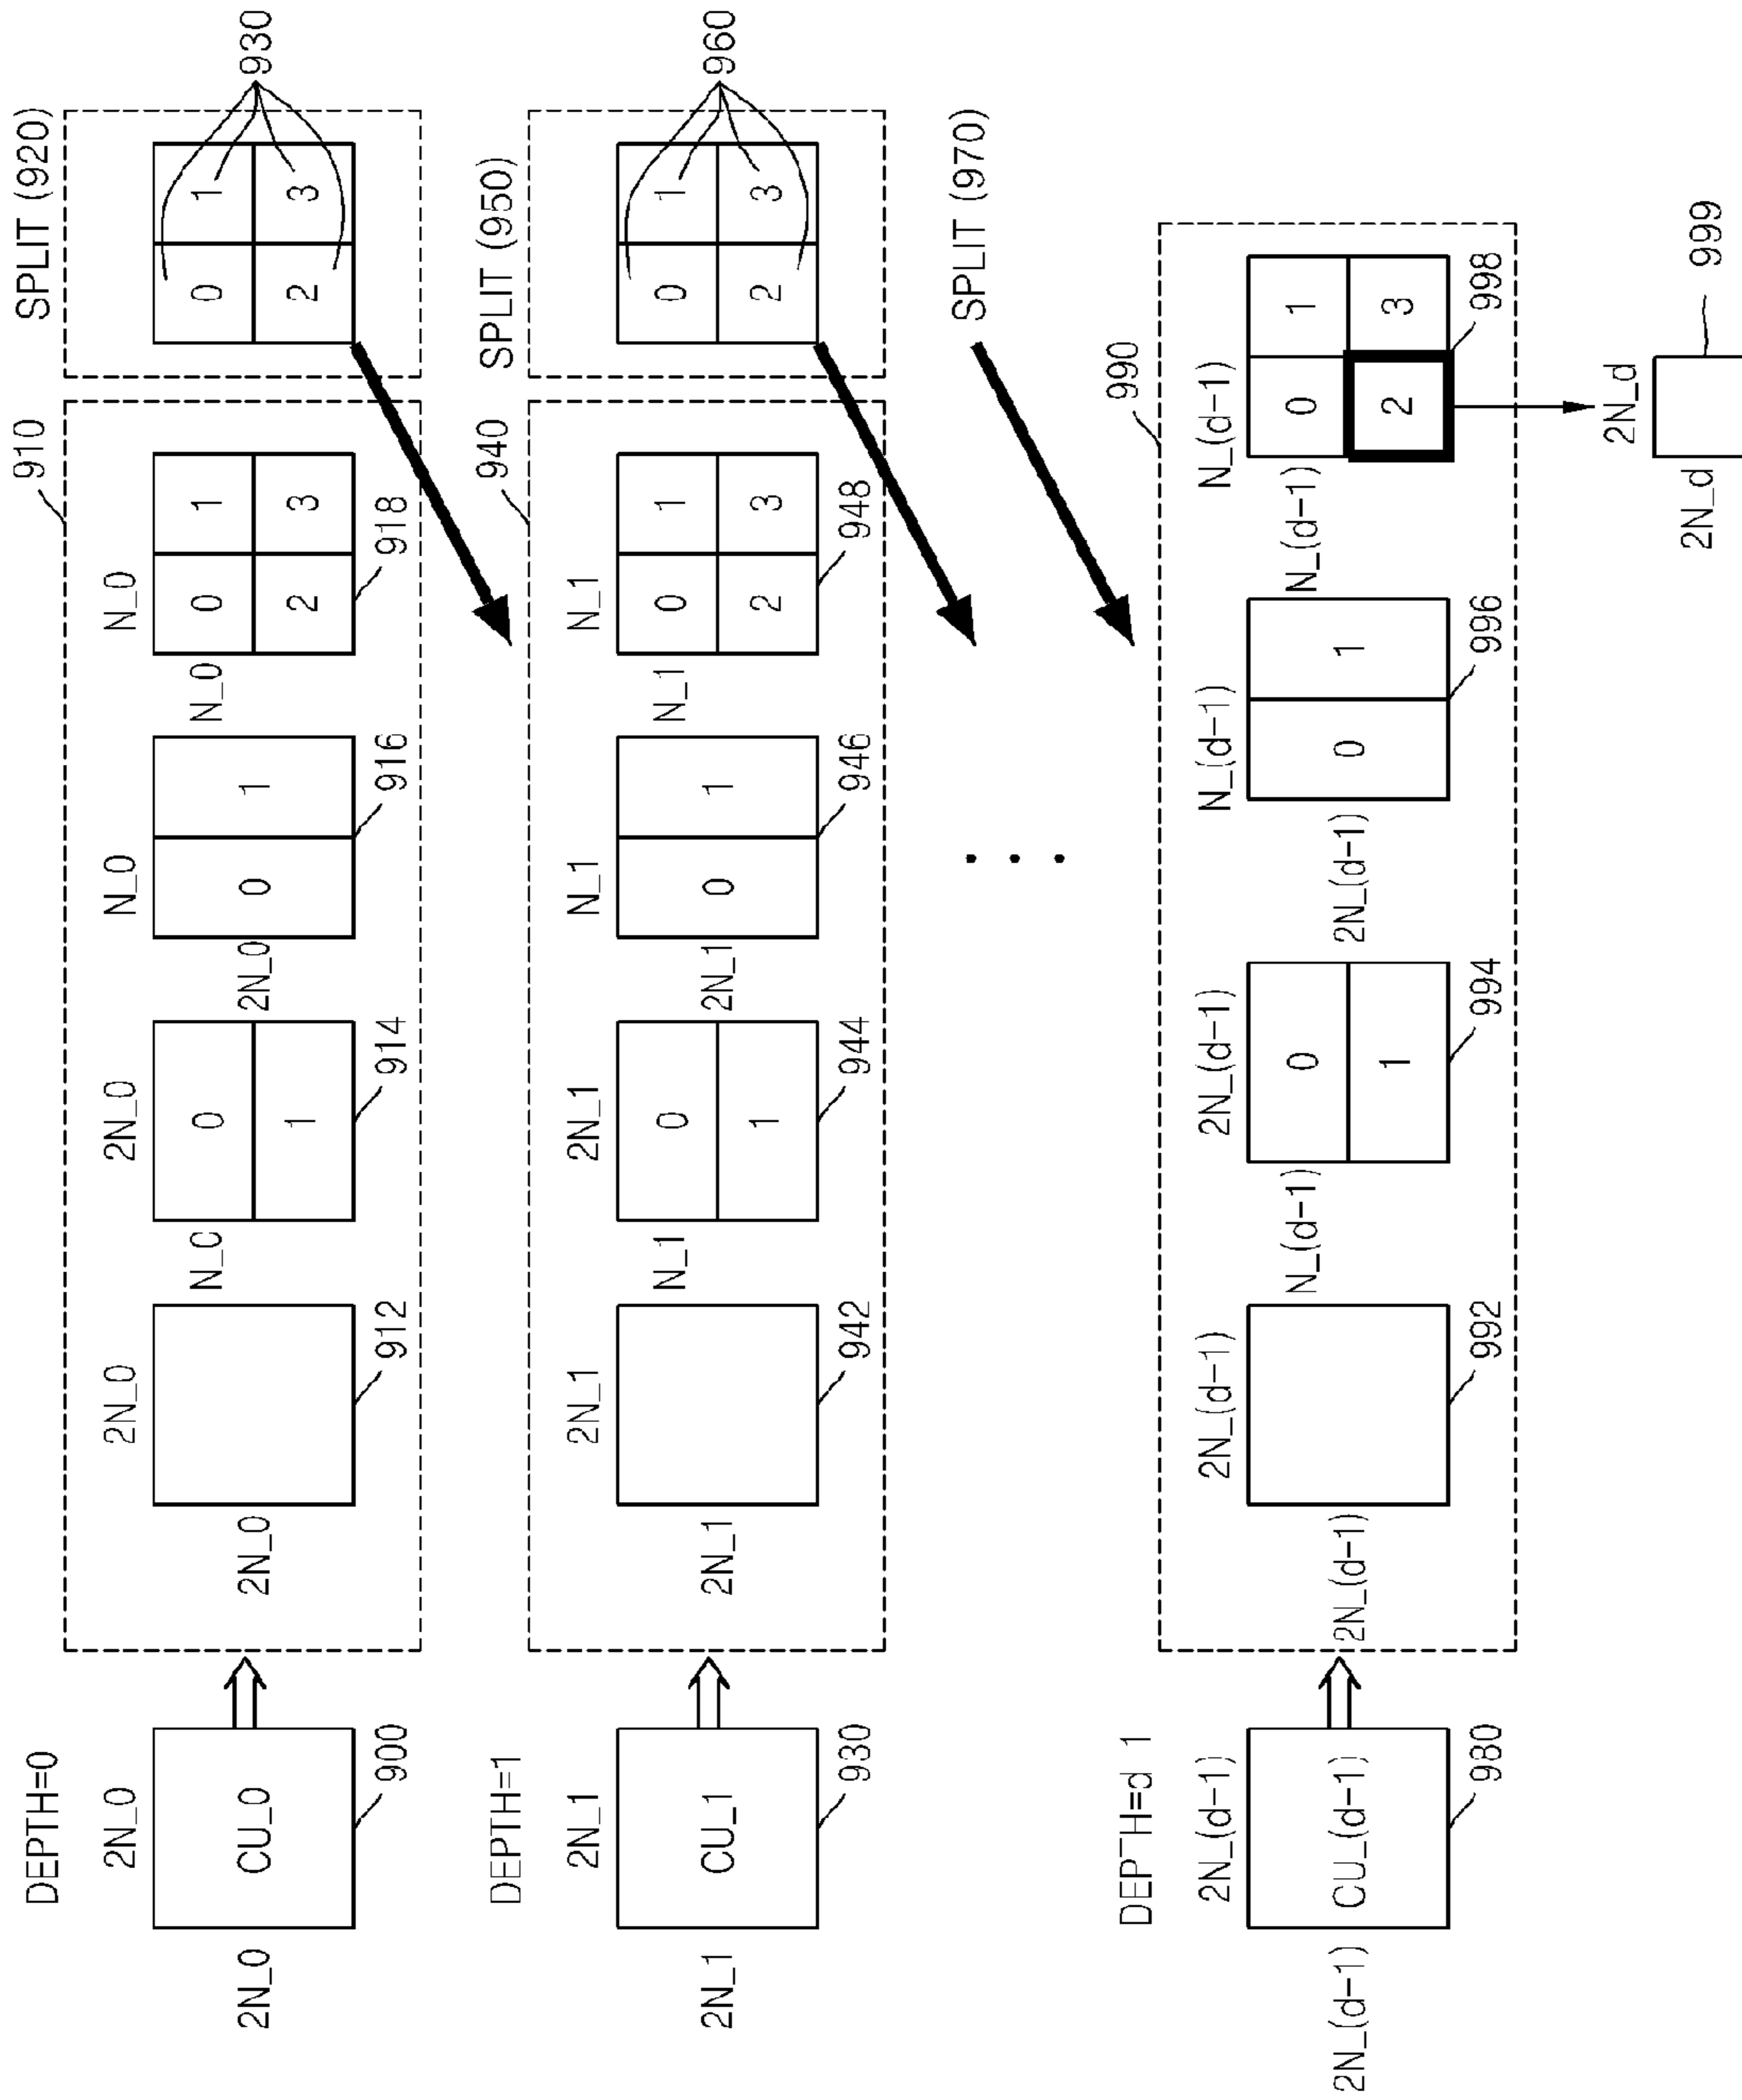 DEPTH=0
2N_0
2N_0
CU_0
900
910
2N_0
2N_0
912
2N_0
N_C
0
1
914
N_0
2N_0
0
1
916
N_0
N_0
0
1
2
3
918
SPLIT (920)
0
1
2
3
930
DEPTH=1
2N_1
2N_1
CU_1
930
940
2N_1
2N_1
942
2N_1
N_1
0
1
944
N_1
2N_1
0
1
946
N_1
N_1
0
1
2
3
948
SPLIT (950)
0
1
2
3
960
SPLIT (970)
. . .
DEPTH=d 1
2N_(d-1)
2N_(d-1)
CU_(d-1)
980
990
2N_(d-1)
2N_(d-1)
992
2N_(d-1)
N_(d-1)
0
1
994
N_(d-1)
2N_(d-1)
0
1
996
N_(d-1)
N_(d-1)
0
1
2
3
998
2N_d
2N_d
999